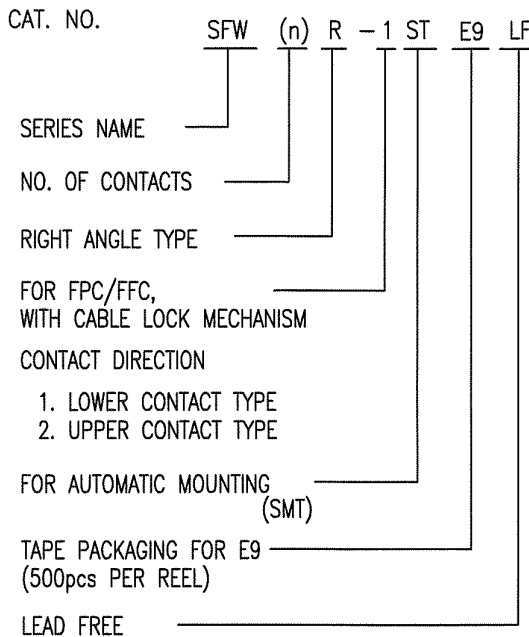 CAT. NO.
SFW (n) R - 1 ST E9 LF
SERIES NAME
NO. OF CONTACTS
RIGHT ANGLE TYPE
FOR FPC/FFC,
WITH CABLE LOCK MECHANISM
CONTACT DIRECTION
1. LOWER CONTACT TYPE
2. UPPER CONTACT TYPE
FOR AUTOMATIC MOUNTING
(SMT)
TAPE PACKAGING FOR E9
(500pcs PER REEL)
LEAD FREE